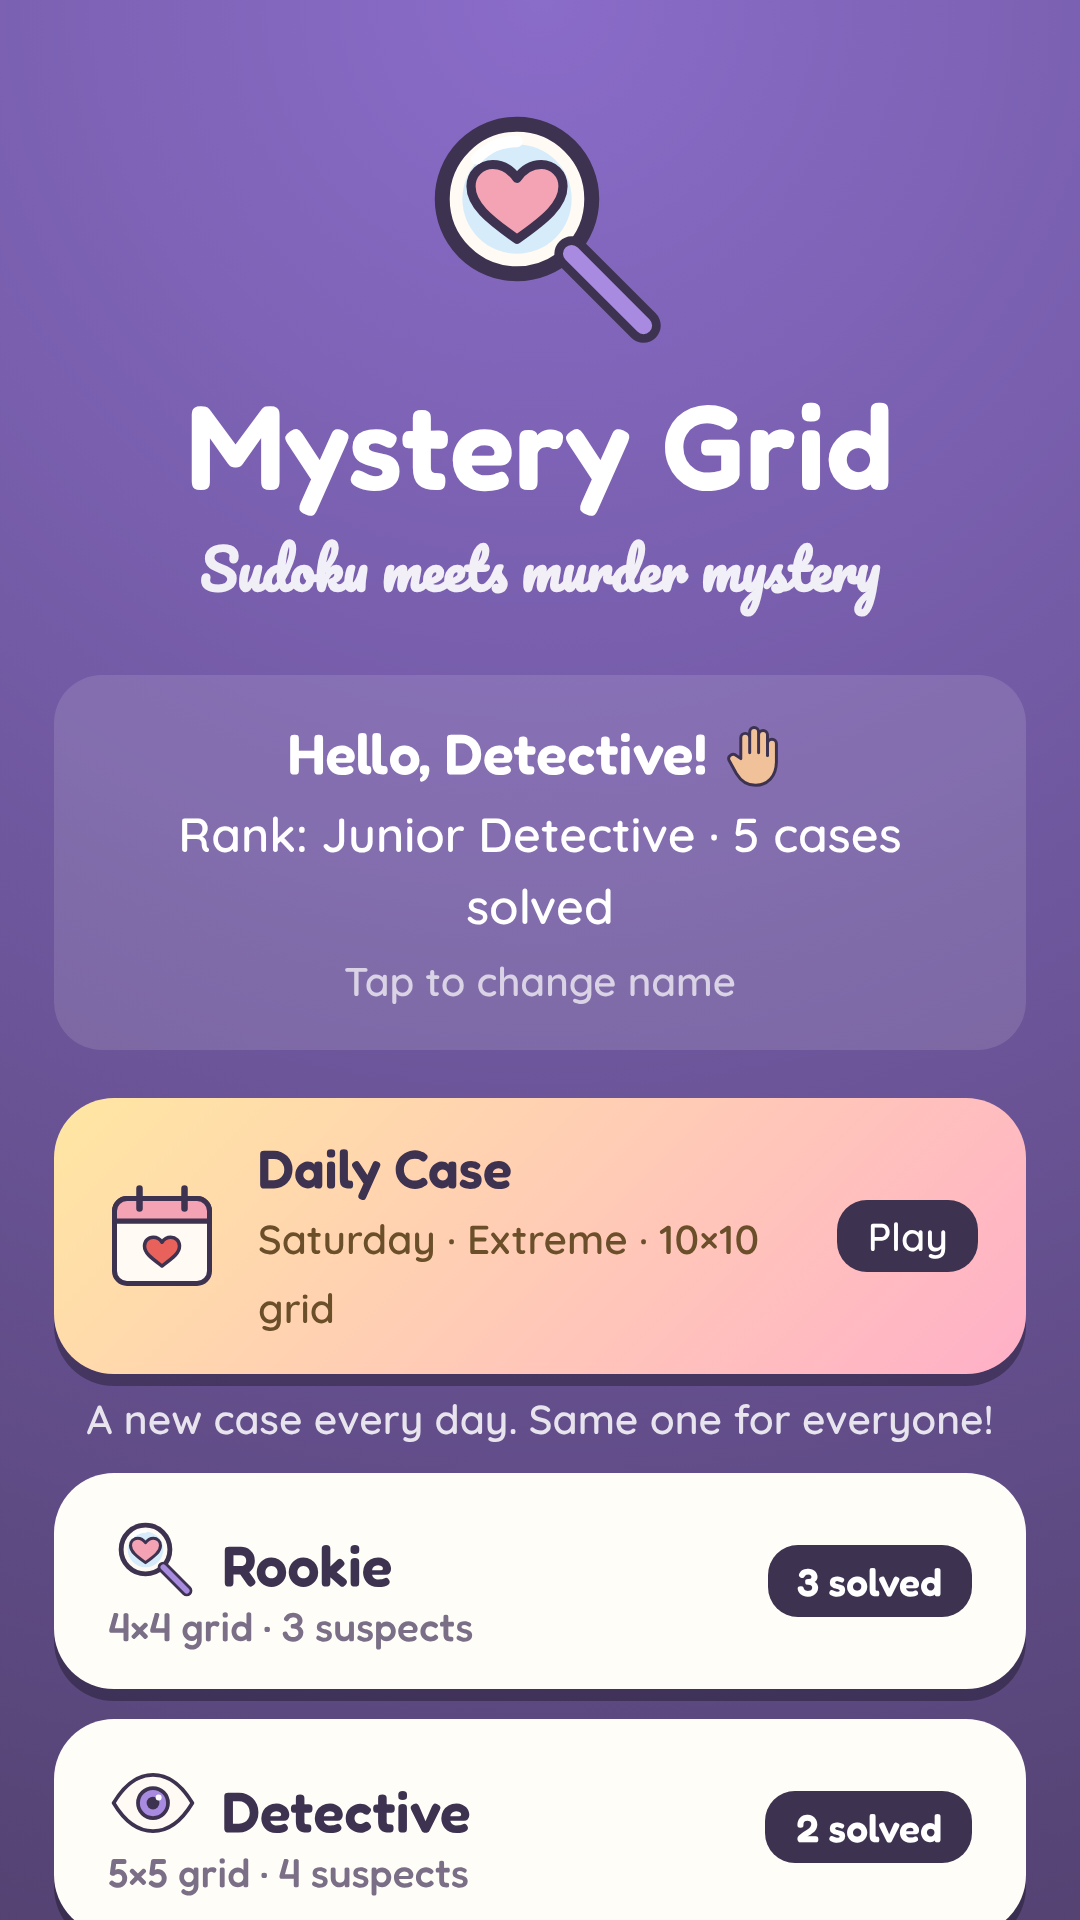 Mystery Grid
Sudoku meets murder mystery
Hello, Detective!
Rank: Junior Detective · 5 cases
solved
Tap to change name
Daily Case
Saturday · Extreme · 10×10
grid
Play
A new case every day. Same one for everyone!
Rookie
4×4 grid · 3 suspects
3 solved
Detective
5×5 grid · 4 suspects
2 solved